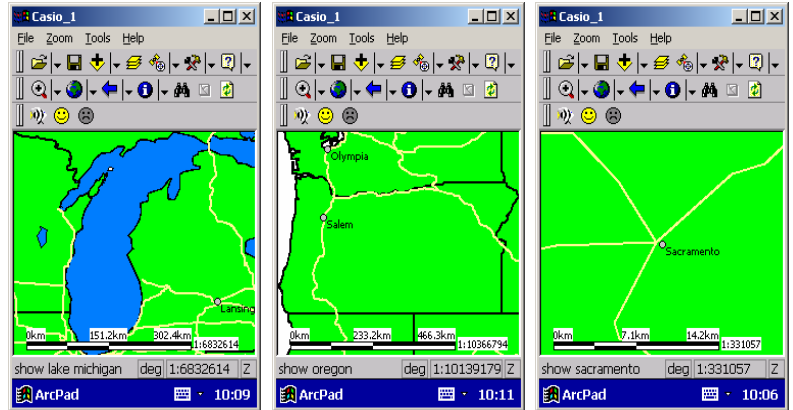 Casio_1
File Zoom Tools Help
Lansing
0km 151.2km 302.4km 1:6832614
show lake michigan deg 1:6832614 Z
ArcPad 10:09
Casio_1
File Zoom Tools Help
Olympia
Salem
0km 233.2km 466.3km 1:10366794
show oregon deg 1:10139179 Z
ArcPad 10:11
Casio_1
File Zoom Tools Help
Sacramento
0km 7.1km 14.2km 1:331057
show sacramento deg 1:331057 Z
ArcPad 10:06